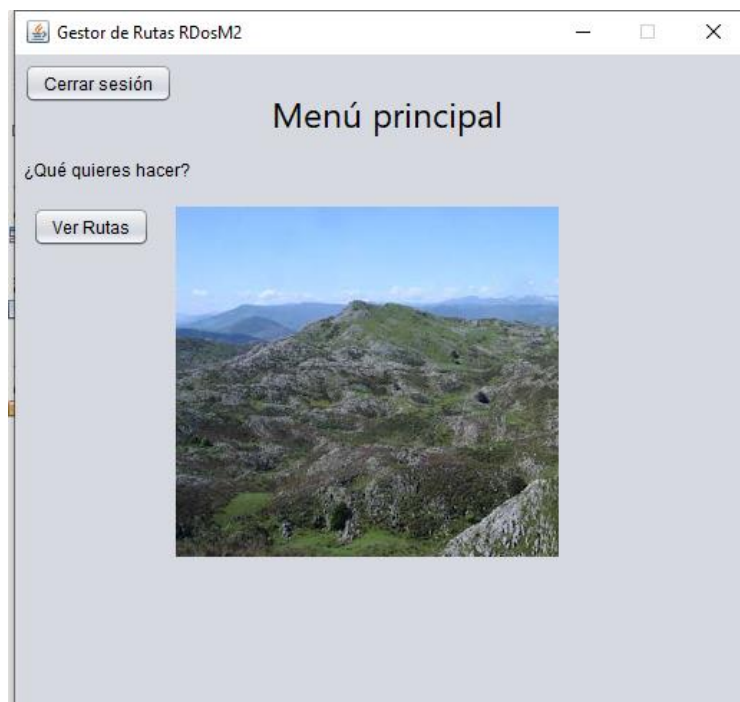 Gestor de Rutas RDosM2
Cerrar sesión
Menú principal
¿Qué quieres hacer?
Ver Rutas